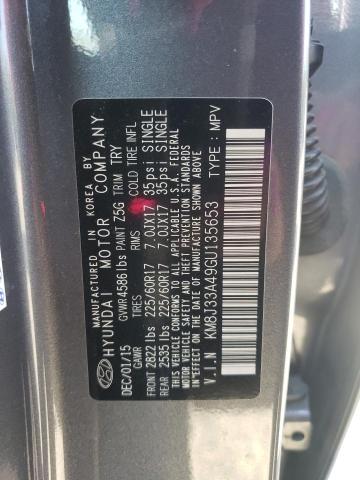 MANUFACTURED IN KOREA BY
HYUNDAI MOTOR COMPANY
DEC/01/15 GVWR 4586 lbs PAINT Z5G TRIM TRY
GAWR COLD TIRE INFL
FRONT 2822 lbs 225/60R17 7.0JX17 35psi SINGLE
REAR 2535 lbs 225/60R17 7.0JX17 35psi SINGLE
THIS VEHICLE CONFORMS TO ALL APPLICABLE U.S.A. FEDERAL
MOTOR VEHICLE SAFETY, BUMPER, AND THEFT PREVENTION STANDARDS
IN EFFECT ON THE DATE OF MANUFACTURE SHOWN ABOVE.
V.I.N KM8JG33A49GU135653 TYPE: MPV